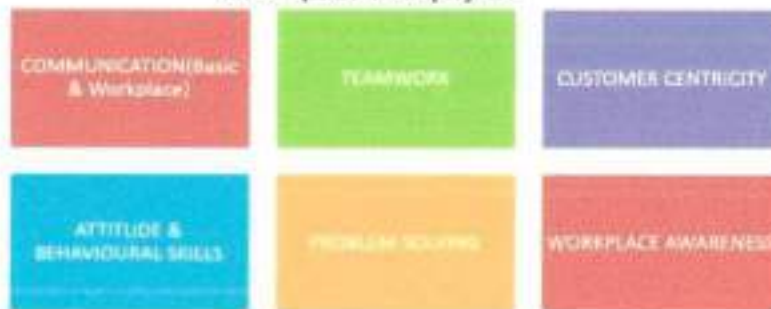 COMMUNICATION(Basic
& Workplace)
TEAMWORK
CUSTOMER CENTRICITY
ATTITUDE &
BEHAVIOURAL SKILLS
PROBLEM SOLVING
WORKPLACE AWARENESS